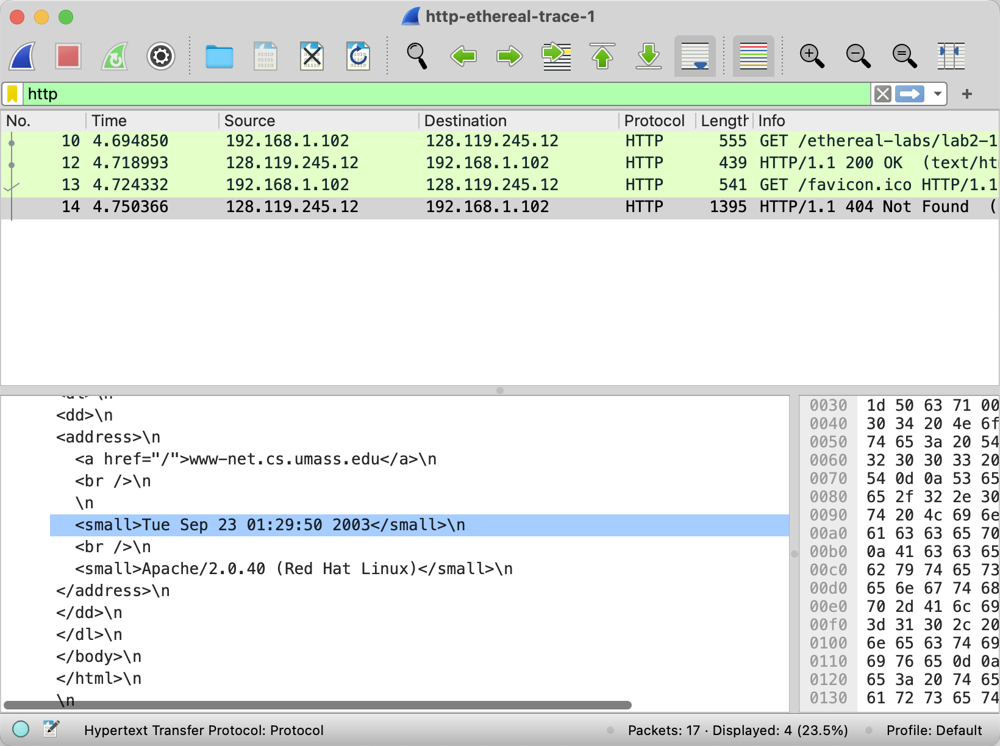 http-ethereal-trace-1
http
No. Time Source Destination Protocol Length Info
10 4.694850 192.168.1.102 128.119.245.12 HTTP 555 GET /ethereal-labs/lab2-1
12 4.718993 128.119.245.12 192.168.1.102 HTTP 439 HTTP/1.1 200 OK (text/ht
13 4.724332 192.168.1.102 128.119.245.12 HTTP 541 GET /favicon.ico HTTP/1.1
14 4.750366 128.119.245.12 192.168.1.102 HTTP 1395 HTTP/1.1 404 Not Found (
<dd>\n
<address>\n
<a href="/">www-net.cs.umass.edu</a>\n
<br />\n
\n
<small>Tue Sep 23 01:29:50 2003</small>\n
<br />\n
<small>Apache/2.0.40 (Red Hat Linux)</small>\n
</address>\n
</dd>\n
</dl>\n
</body>\n
</html>\n
\n
0030 1d 50 63 71 00
0040 30 34 20 4e 6f
0050 74 65 3a 20 54
0060 32 30 30 33 20
0070 54 0d 0a 53 65
0080 65 2f 32 2e 30
0090 74 20 4c 69 6e
00a0 61 63 63 65 70
00b0 0a 41 63 63 65
00c0 62 79 74 65 73
00d0 65 6e 67 74 68
00e0 70 2d 41 6c 69
00f0 3d 31 30 2c 20
0100 6e 65 63 74 69
0110 69 76 65 0d 0a
0120 65 3a 20 74 65
0130 61 72 73 65 74
Hypertext Transfer Protocol: Protocol
Packets: 17 · Displayed: 4 (23.5%)
Profile: Default